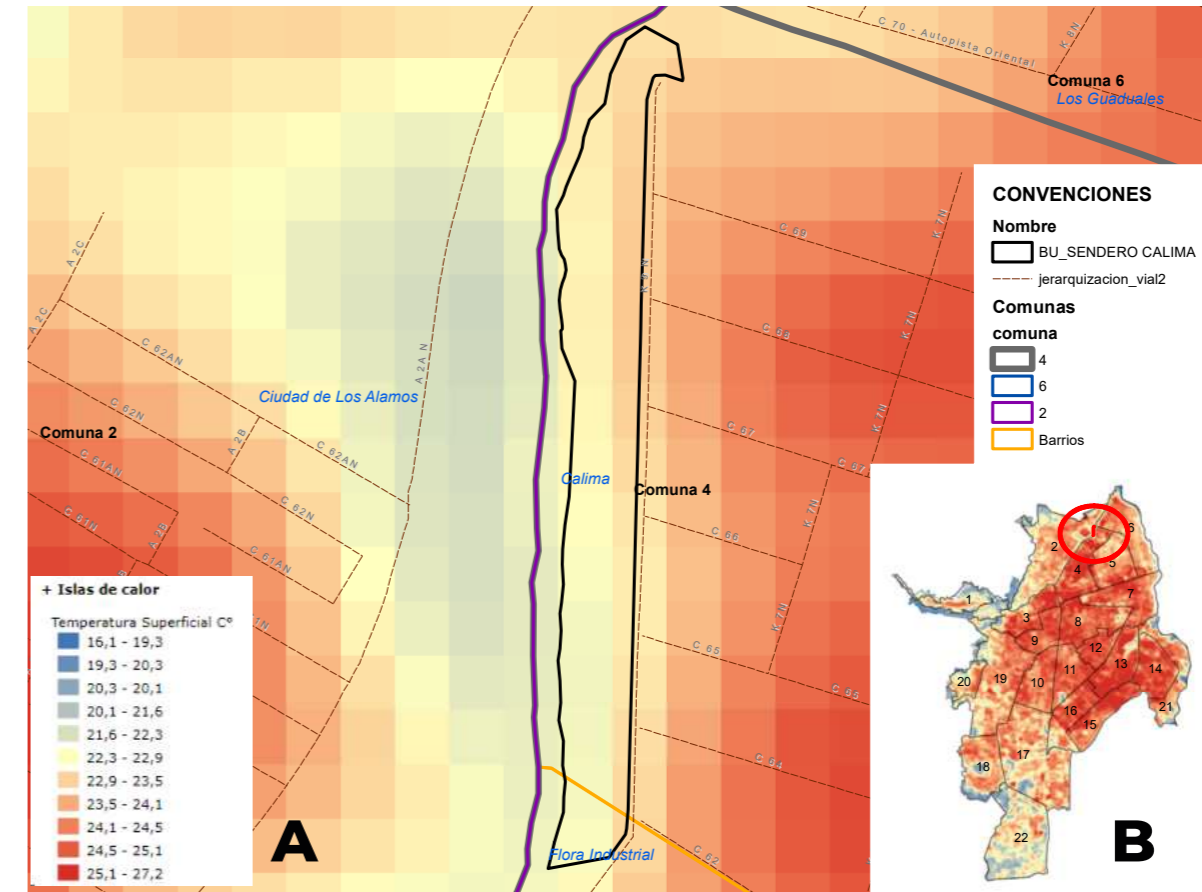 C 70 - Autopista Oriental
K 8N
Comuna 6
Los Guaduales
CONVENCIONES
Nombre
BU_SENDERO CALIMA
jerarquizacion_vial2
Comunas
comuna
4
6
2
Barrios
A 2C
A 2C
C 62AN
C 62N
A 2B
C 62AN
C 61AN
C 62N
C 61N
A 2B
C 61AN
1N
Ciudad de Los Alamos
Comuna 2
A 2A N
Calima
Comuna 4
K 9 N
C 69
K 7N
C 68
K 7N
K 7N
C 67
C 67
C 66
K 7N
K 7N
C 65
C 65
C 64
C 62
Flora Industrial
+ Islas de calor
Temperatura Superficial C°
16,1 - 19,3
19,3 - 20,3
20,3 - 20,1
20,1 - 21,6
21,6 - 22,3
22,3 - 22,9
22,9 - 23,5
23,5 - 24,1
24,1 - 24,5
24,5 - 25,1
25,1 - 27,2
A
2
6
4
5
1
7
3
8
9
12
11
13
14
20
19
10
16
15
21
17
18
22
B